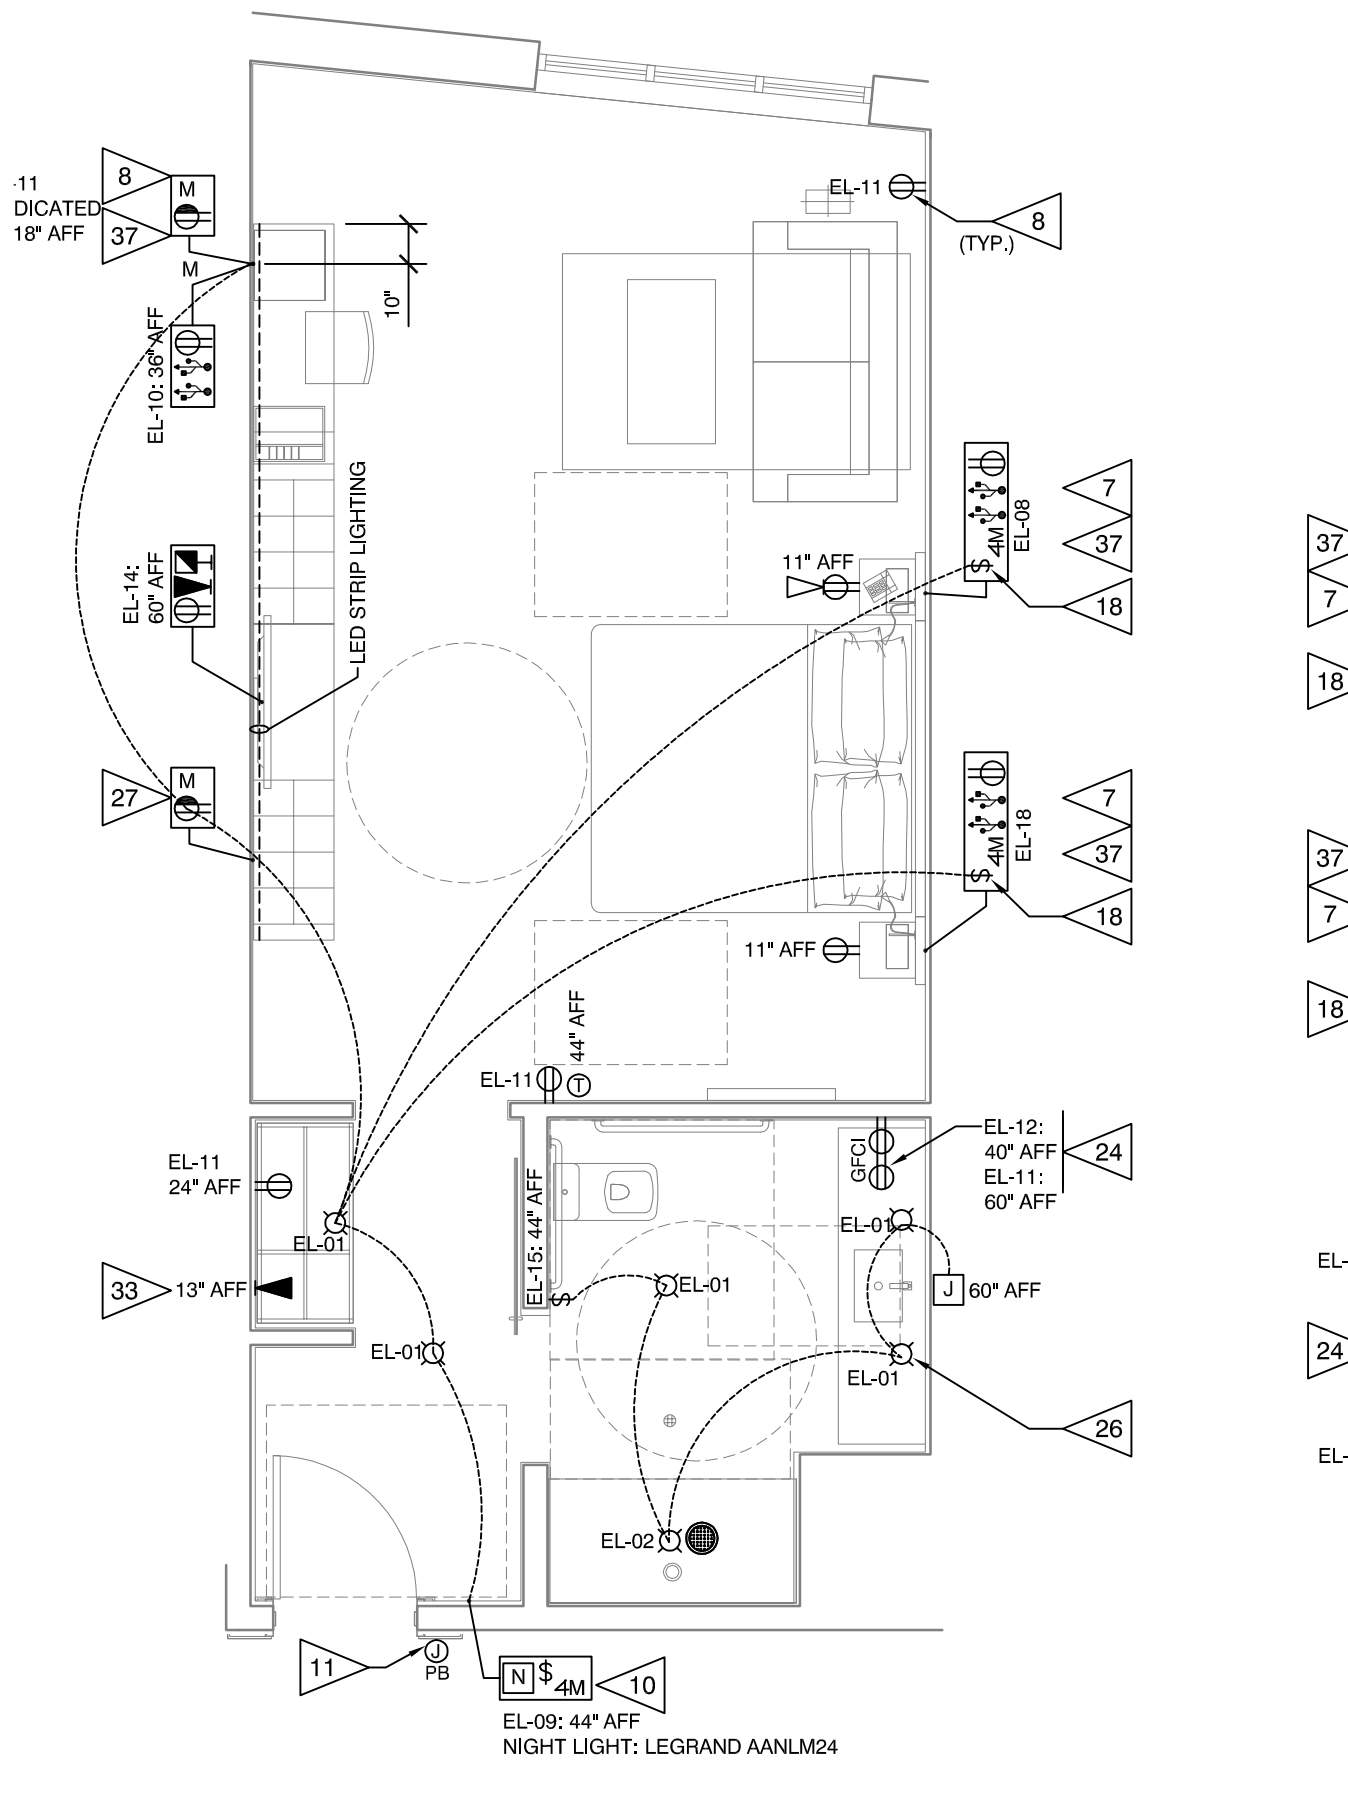 8
M
-11
DICATED
18" AFF
37
M
10"
EL-10: 36" AFF
EL-11
8
(TYP.)
LED STRIP LIGHTING
EL-14:
60" AFF
11" AFF
$ 4M
EL-08
7
37
18
37
7
18
27
M
$ 4M
EL-18
7
37
18
37
7
18
11" AFF
44" AFF
EL-11
T
EL-11
24" AFF
EL-01
33
13" AFF
EL-01
EL-15: 44" AFF
$
EL-01
GFCI
EL-12:
40" AFF
EL-11:
60" AFF
24
EL-01
J
60" AFF
EL-01
26
EL-
24
EL-
EL-02
11
J
PB
N $ 4M
10
EL-09: 44" AFF
NIGHT LIGHT: LEGRAND AANLM24